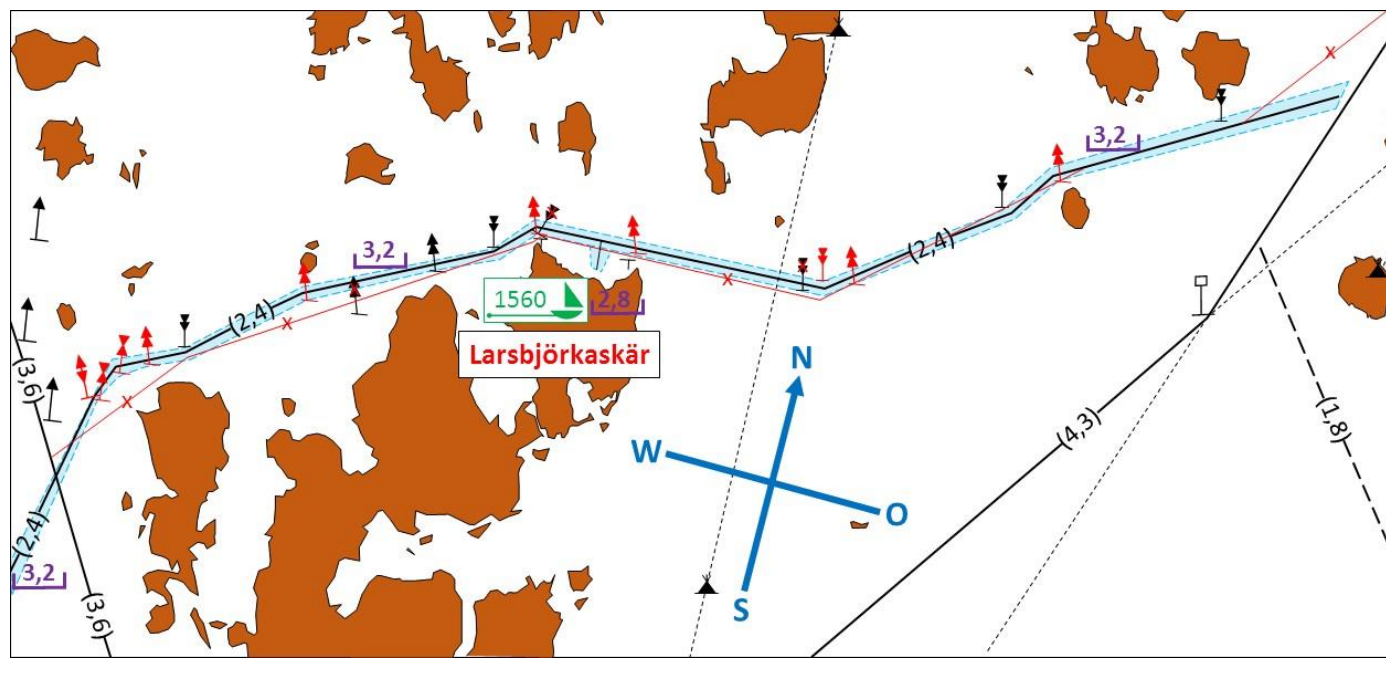 x
3,2
(2,4)
x
3,2
x
(2,4)
1560
2,8
x
(3,6)
Larsbjörkaskär
N
x
(4,3)
(1,8)
W
O
(2,4)
3,2
(3,6)
S